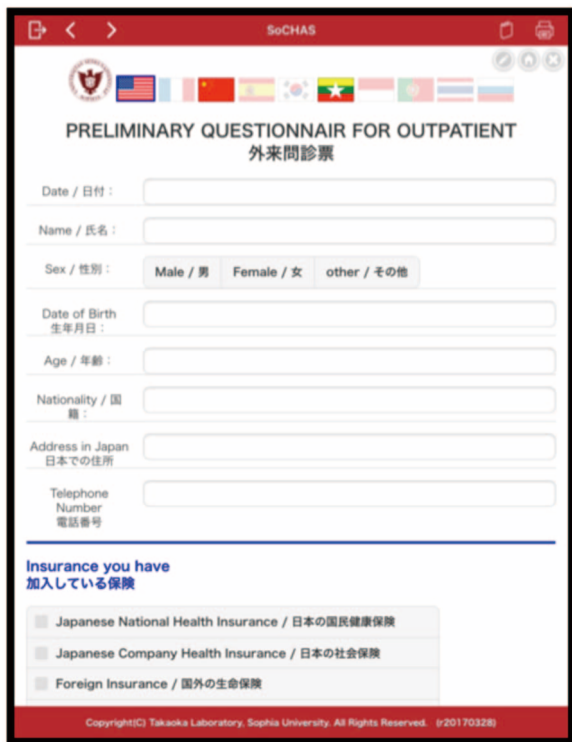 SoCHAS
PRELIMINARY QUESTIONNAIR FOR OUTPATIENT
外来問診票
Date / 日付：
Name / 氏名：
Sex / 性別：
Male / 男 Female / 女 other / その他
Date of Birth
生年月日：
Age / 年齢：
Nationality / 国
籍：
Address in Japan
日本での住所
Telephone
Number
電話番号
Insurance you have
加入している保険
Japanese National Health Insurance / 日本の国民健康保険
Japanese Company Health Insurance / 日本の社会保険
Foreign Insurance / 国外の生命保険
Copyright(C) Takaoka Laboratory, Sophia University. All Rights Reserved. (r20170328)